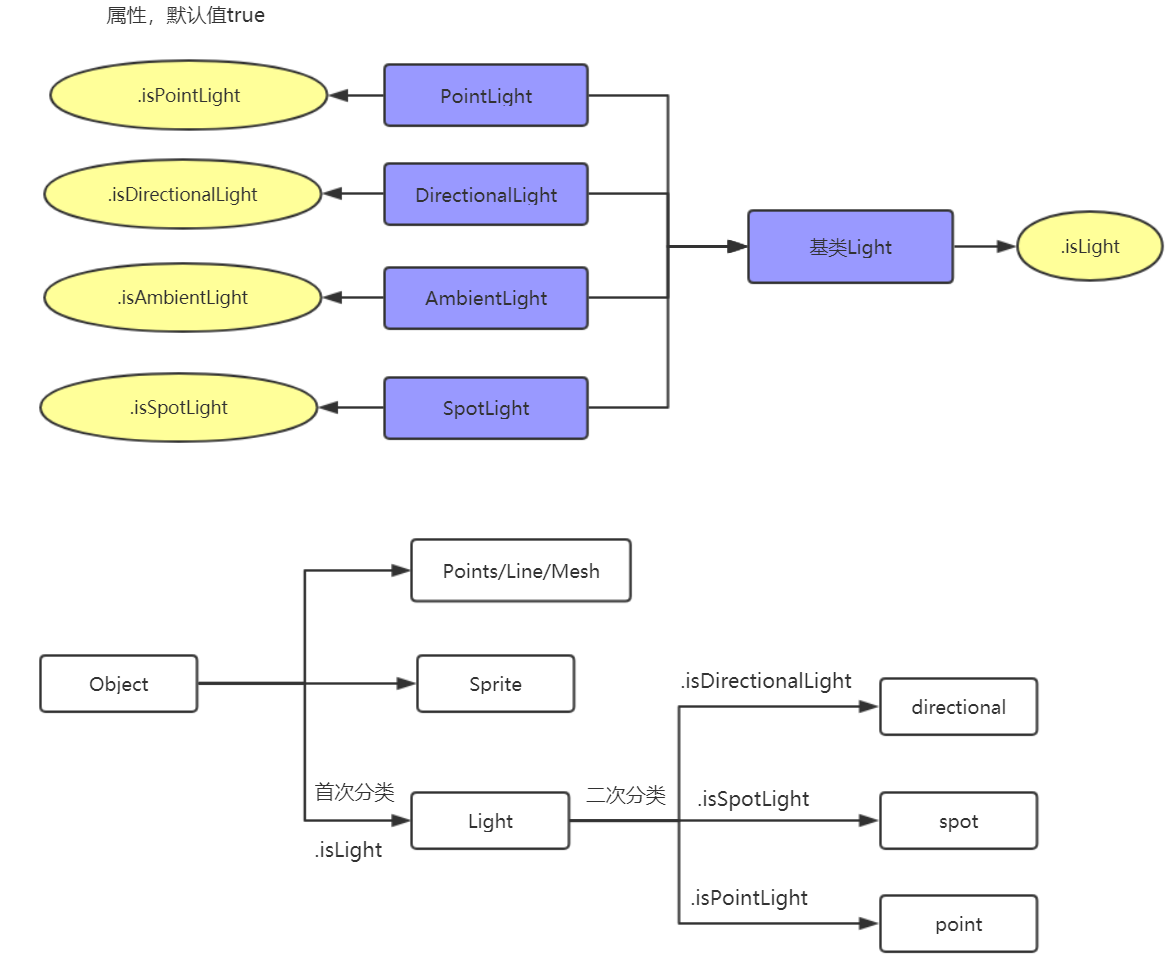 属性，默认值true
.isPointLight
PointLight
.isDirectionalLight
DirectionalLight
基类Light
.isLight
.isAmbientLight
AmbientLight
.isSpotLight
SpotLight
Points/Line/Mesh
Object
Sprite
.isDirectionalLight
directional
首次分类
.isLight
Light
二次分类
.isSpotLight
spot
.isPointLight
point